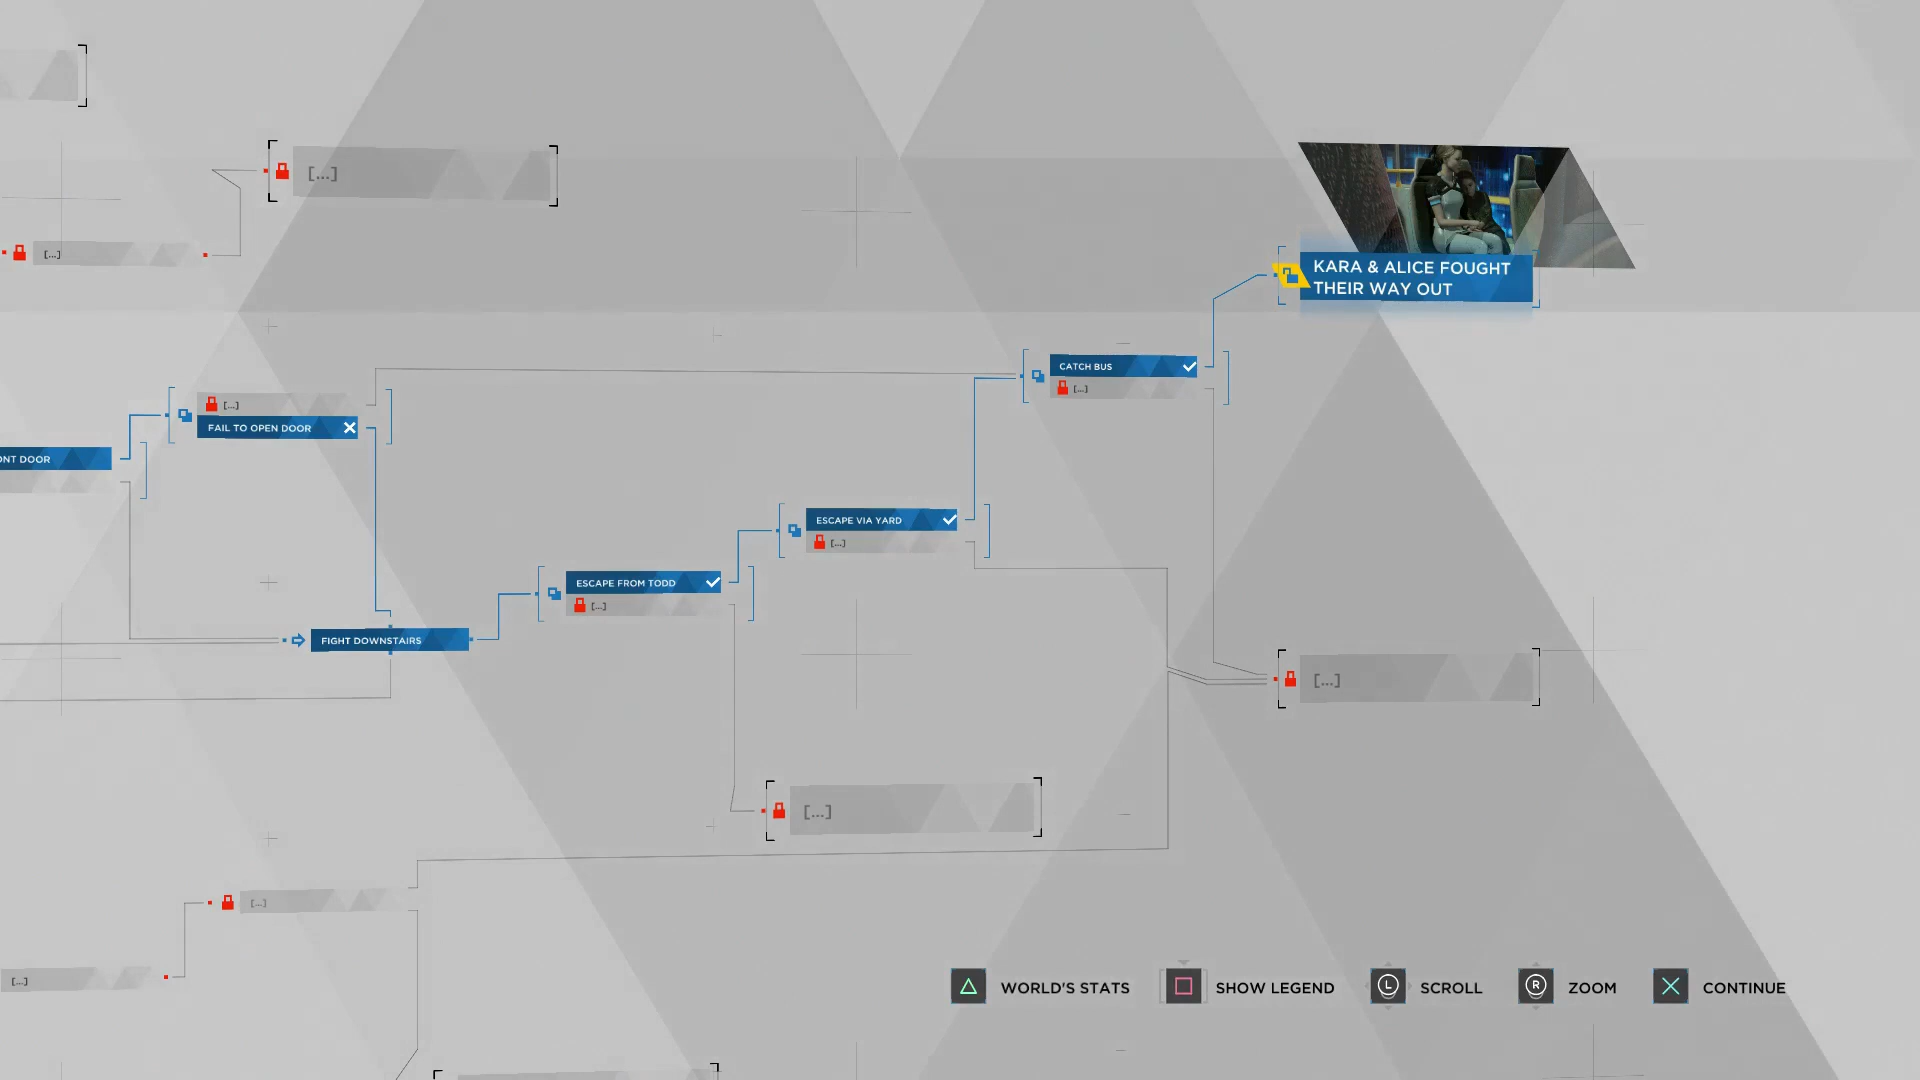 [...]
[...]
KARA & ALICE FOUGHT
THEIR WAY OUT
CATCH BUS
[...]
[...]
FAIL TO OPEN DOOR
ONT DOOR
ESCAPE VIA YARD
[...]
ESCAPE FROM TODD
[...]
FIGHT DOWNSTAIRS
[...]
[...]
[...]
[...]
WORLD'S STATS
SHOW LEGEND
L
SCROLL
R
ZOOM
CONTINUE